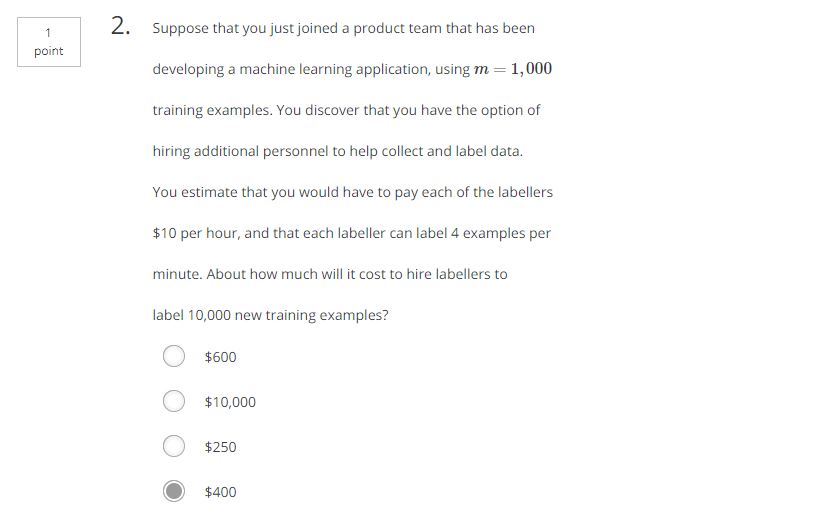 1
point
2.
Suppose that you just joined a product team that has been
developing a machine learning application, using m = 1,000
training examples. You discover that you have the option of
hiring additional personnel to help collect and label data.
You estimate that you would have to pay each of the labellers
$10 per hour, and that each labeller can label 4 examples per
minute. About how much will it cost to hire labellers to
label 10,000 new training examples?
$600
$10,000
$250
$400